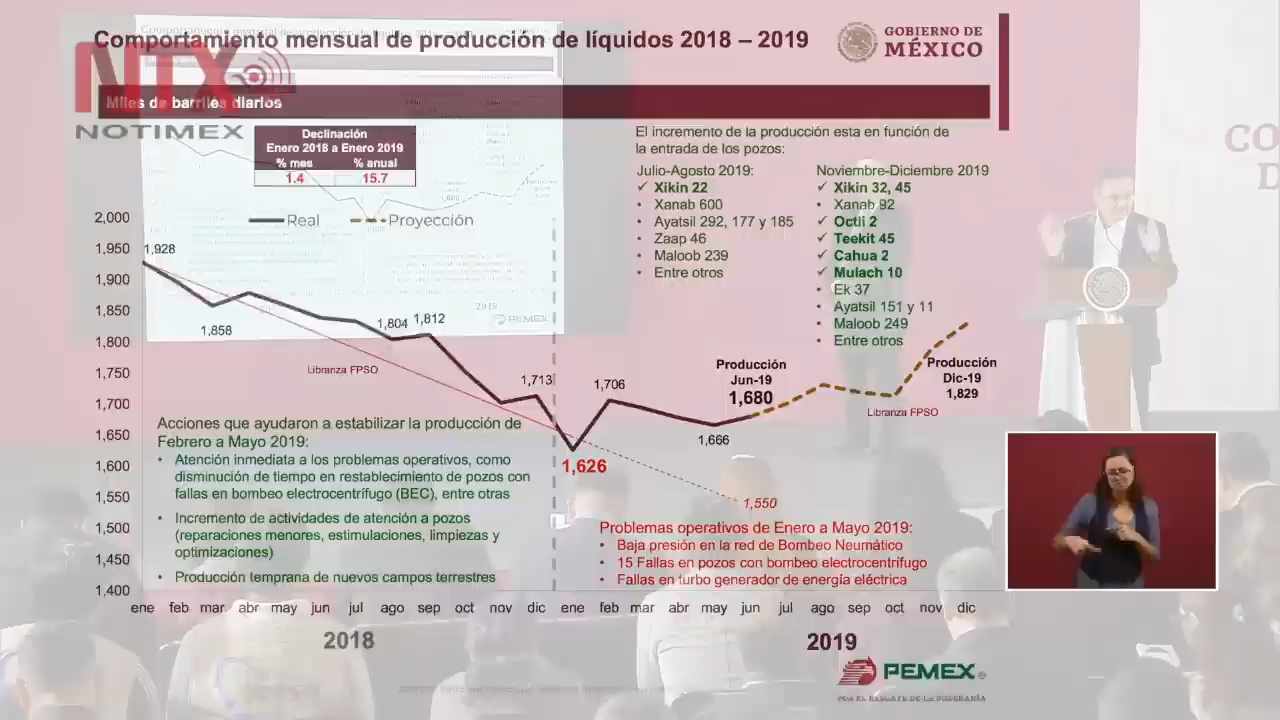 Comportamiento mensual de producción de líquidos 2018 – 2019
GOBIERNO DE
MÉXICO
NTX
NOTIMEX
Miles de barriles diarios
Declinación
Enero 2018 a Enero 2019
% mes % anual
1.4 15.7
Real Proyección
El incremento de la producción esta en función de
la entrada de los pozos:
Julio-Agosto 2019:
✓ Xikin 22
• Xanab 600
• Ayatsil 292, 177 y 185
• Zaap 46
• Maloob 239
• Entre otros
Noviembre-Diciembre 2019
✓ Xikin 32, 45
• Xanab 92
✓ Octli 2
✓ Teekit 45
✓ Cahua 2
✓ Mulach 10
• Ek 37
• Ayatsil 151 y 11
• Maloob 249
• Entre otros
CO
D
2,000
1,950
1,900
1,850
1,800
1,750
1,700
1,650
1,600
1,550
1,500
1,450
1,400
1,928
1,858
1,804
1,812
1,713
1,626
1,706
1,666
1,550
Libranza FPSO
Producción
Jun-19
1,680
Producción
Dic-19
1,829
Libranza FPSO
2019
PEMEX
Acciones que ayudaron a estabilizar la producción de
Febrero a Mayo 2019:
• Atención inmediata a los problemas operativos, como
disminución de tiempo en restablecimiento de pozos con
fallas en bombeo electrocentrífugo (BEC), entre otras
• Incremento de actividades de atención a pozos
(reparaciones menores, estimulaciones, limpiezas y
optimizaciones)
• Producción temprana de nuevos campos terrestres
Problemas operativos de Enero a Mayo 2019:
• Baja presión en la red de Bombeo Neumático
• 15 Fallas en pozos con bombeo electrocentrífugo
• Fallas en turbo generador de energía eléctrica
ene feb mar abr may jun jul ago sep oct nov dic ene feb mar abr may jun jul ago sep oct nov dic
2018 2019
PEMEX®
POR EL RESCATE DE LA SOBERANÍA